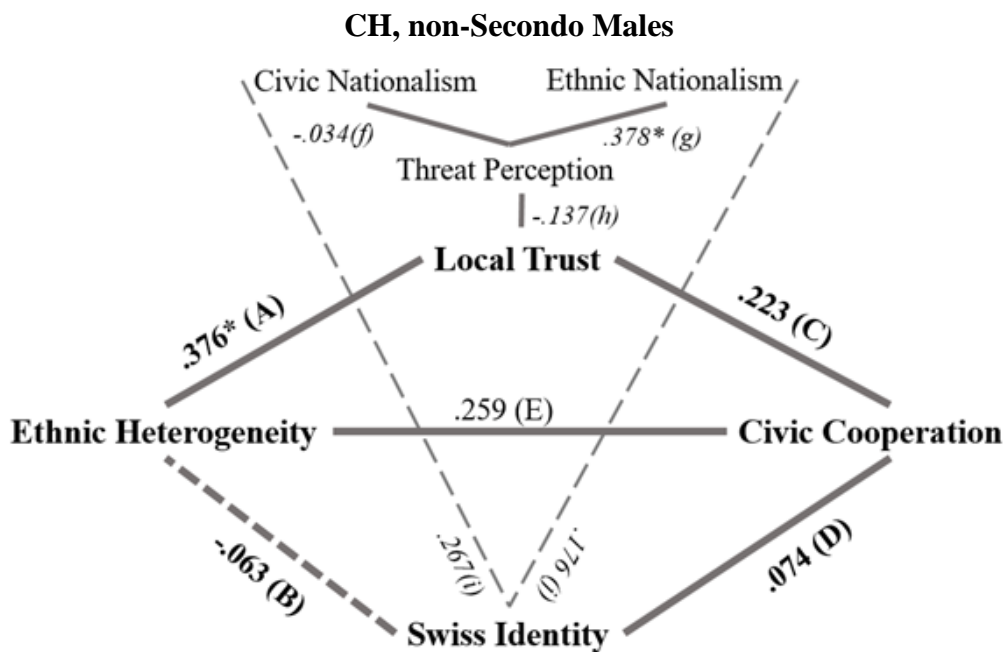 CH, non-Secondo Males
Civic Nationalism
Ethnic Nationalism
-.034(f)
.378* (g)
Threat Perception
-.137(h)
Local Trust
.376* (A)
.223 (C)
.259 (E)
Ethnic Heterogeneity
Civic Cooperation
-.063 (B)
.267(i)
.176 (j)
.074 (D)
Swiss Identity